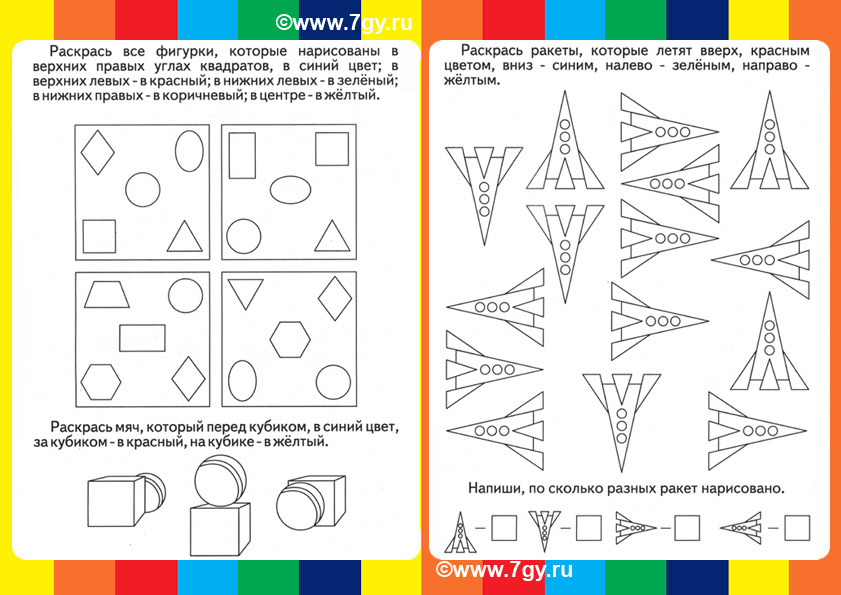 ©www.7gy.ru
Раскрась все фигурки, которые нарисованы в
верхних правых углах квадратов, в синий цвет; в
верхних левых - в красный; в нижних левых - в зелёный;
в нижних правых - в коричневый; в центре - в жёлтый.
Раскрась мяч, который перед кубиком, в синий цвет,
за кубиком - в красный, на кубике - в жёлтый.
Раскрась ракеты, которые летят вверх, красным
цветом, вниз - синим, налево - зелёным, направо -
жёлтым.
Напиши, по сколько разных ракет нарисовано.
©www.7gy.ru